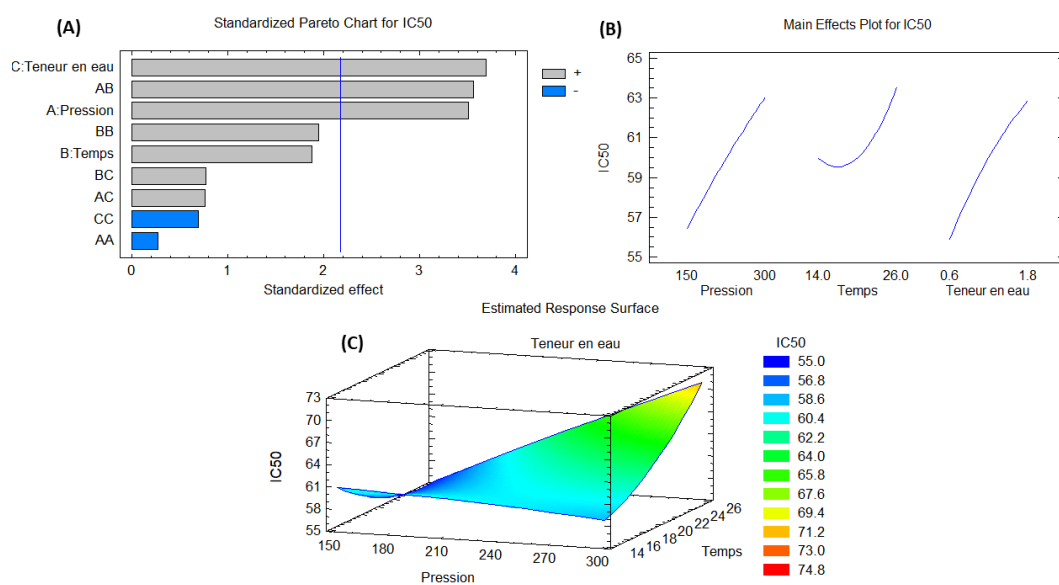 (A)
Standardized Pareto Chart for IC50
C:Teneur en eau
AB
A:Pression
BB
B:Temps
BC
AC
CC
AA
0 1 2 3 4
Standardized effect
+
-
(B)
Main Effects Plot for IC50
65
63
61
59
57
55
IC50
150 300 14.0 26.0 0.6 1.8
Pression Temps Teneur en eau
Estimated Response Surface
(C)
Teneur en eau
73
70
67
64
61
58
55
IC50
150 180 210 240 270 300
Pression
14 16 18 20 22 24 26
Temps
IC50
55.0
56.8
58.6
60.4
62.2
64.0
65.8
67.6
69.4
71.2
73.0
74.8